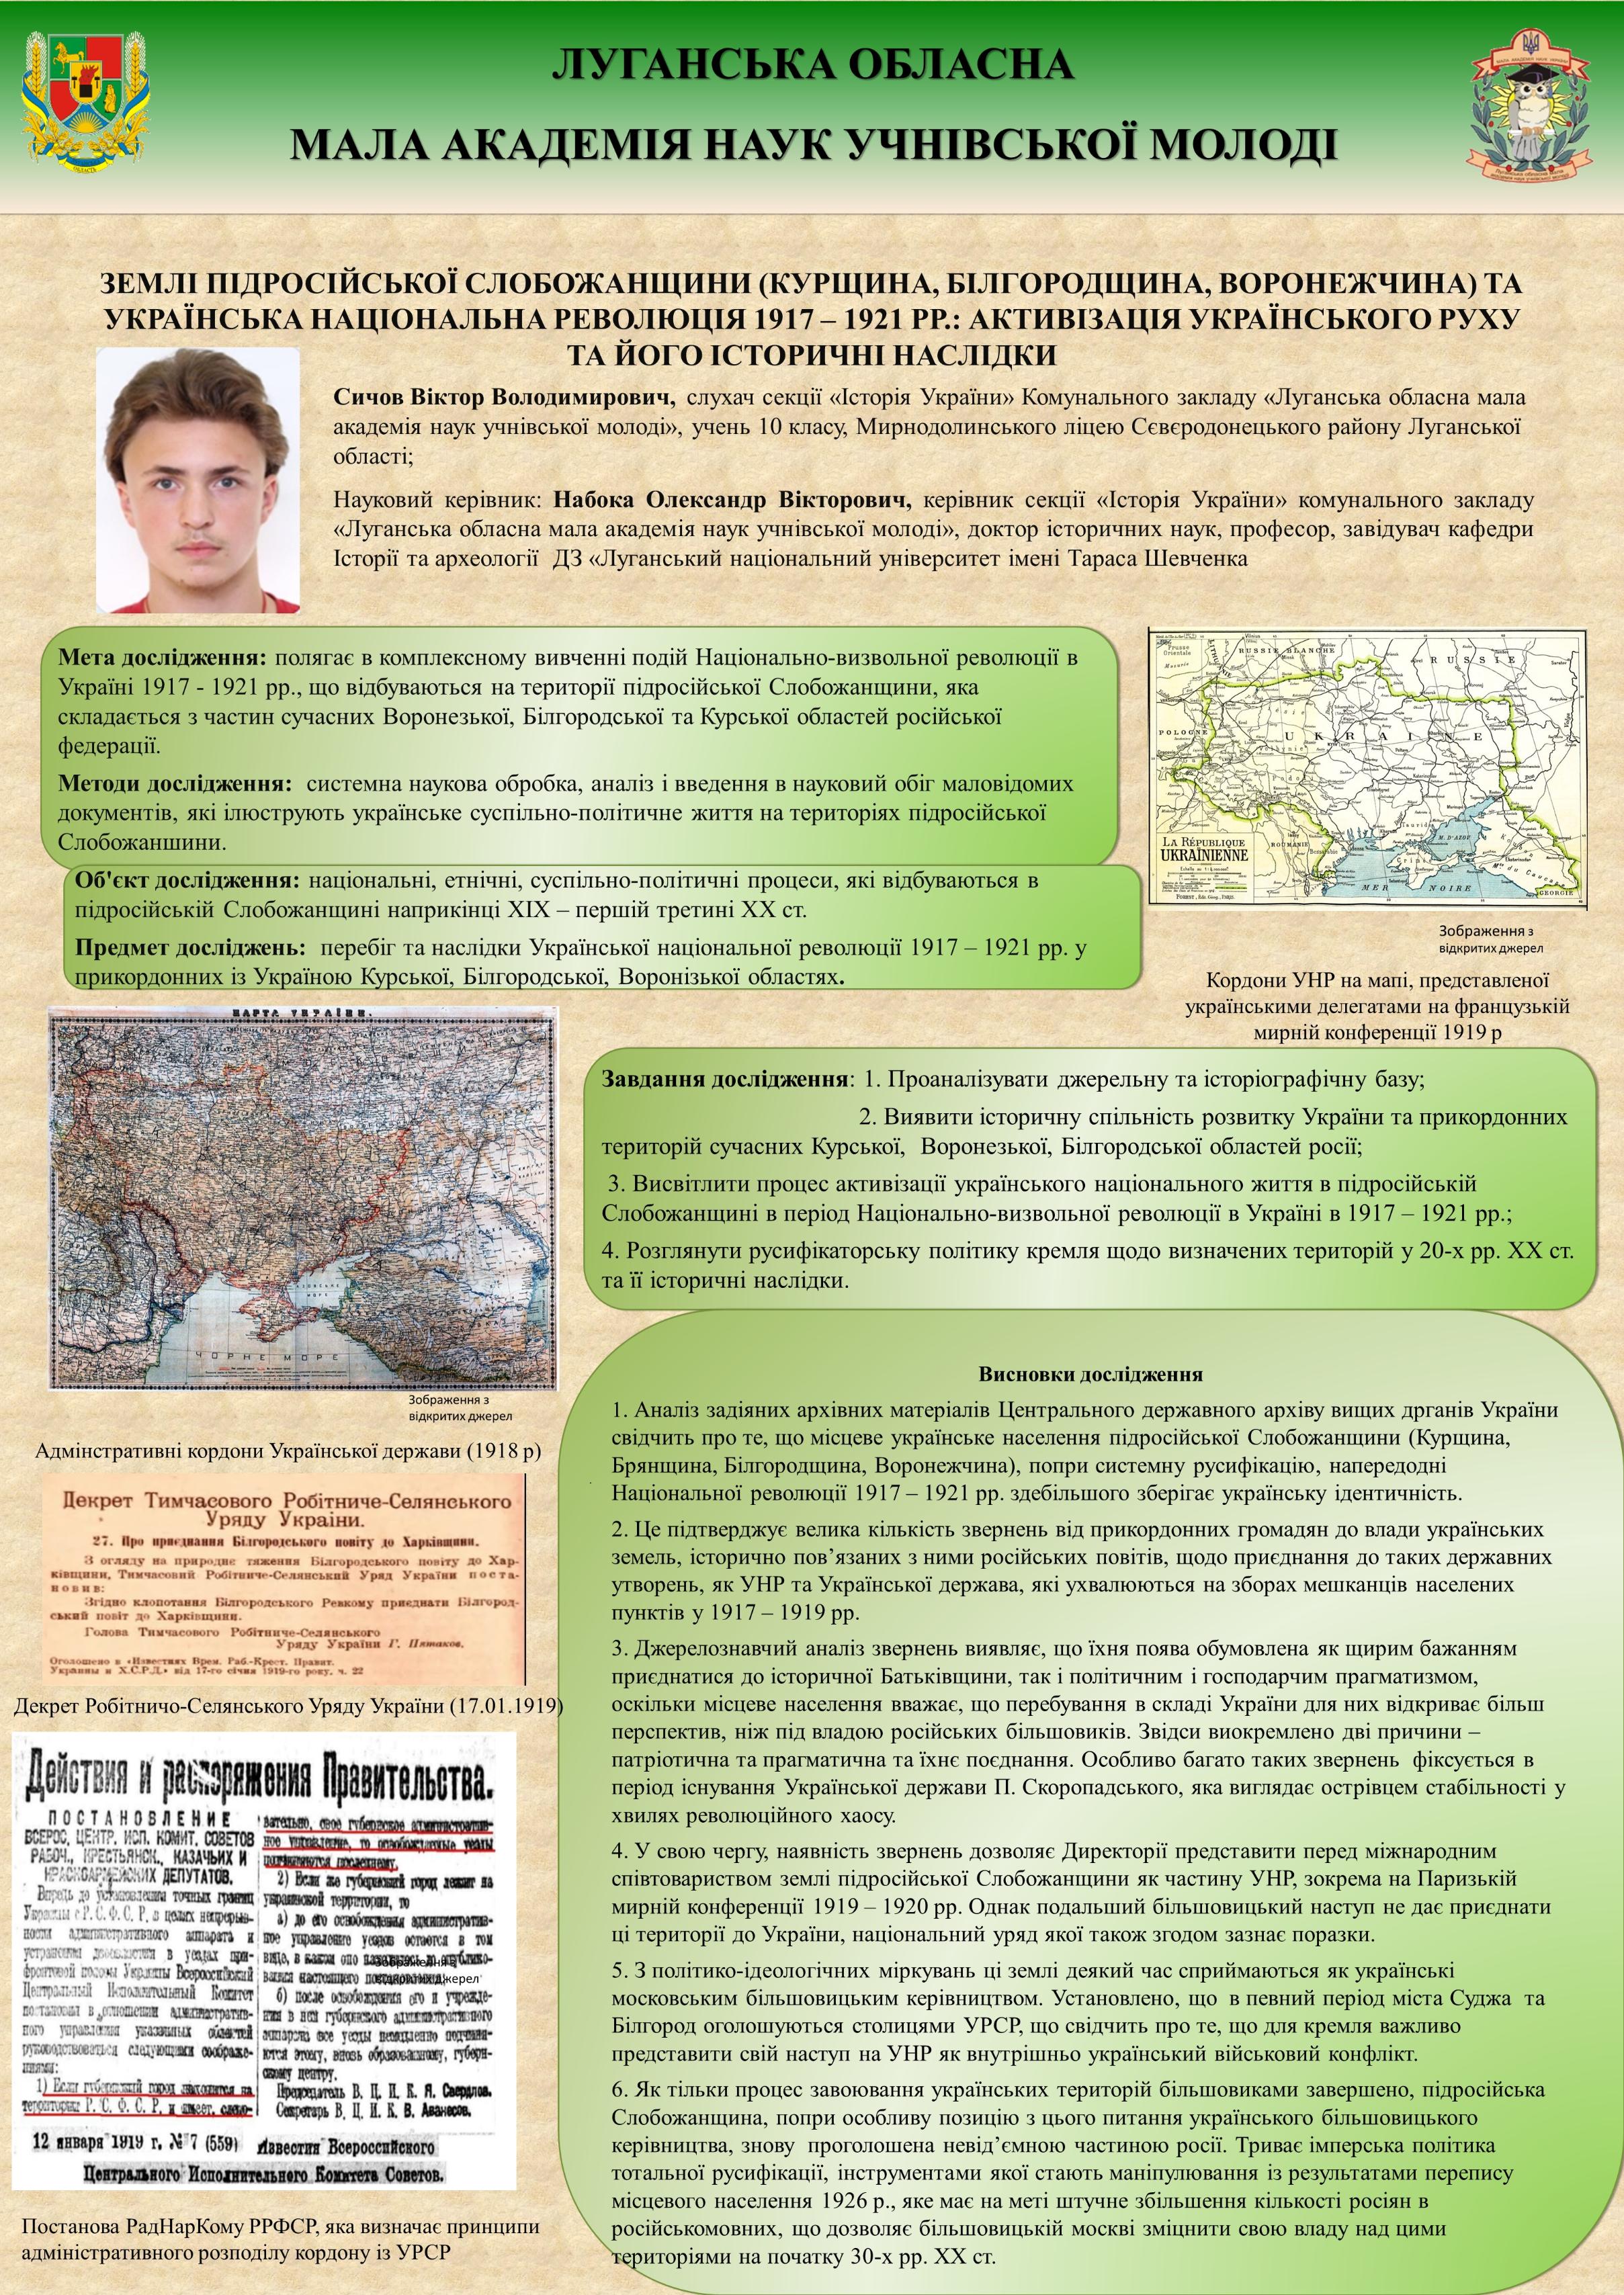 ЛУГАНСЬКА ОБЛАСНА
МАЛА АКАДЕМІЯ НАУК УЧНІВСЬКОЇ МОЛОДІ
ЗЕМЛІ ПІДРОСІЙСЬКОЇ СЛОБОЖАНЩИНИ (КУРЩИНА, БІЛГОРОДЩИНА, ВОРОНЕЖЧИНА) ТА
УКРАЇНСЬКА НАЦІОНАЛЬНА РЕВОЛЮЦІЯ 1917 – 1921 РР.: АКТИВІЗАЦІЯ УКРАЇНСЬКОГО РУХУ
ТА ЙОГО ІСТОРИЧНІ НАСЛІДКИ
Сичов Віктор Володимирович, слухач секції «Історія України» Комунального закладу «Луганська обласна мала
академія наук учнівської молоді», учень 10 класу, Мирнодолинського ліцею Сєвєродонецького району Луганської
області;
Науковий керівник: Набока Олександр Вікторович, керівник секції «Історія України» комунального закладу
«Луганська обласна мала академія наук учнівської молоді», доктор історичних наук, професор, завідувач кафедри
Історії та археології ДЗ «Луганський національний університет імені Тараса Шевченка
Мета дослідження: полягає в комплексному вивченні подій Національно-визвольної революції в
Україні 1917 - 1921 рр., що відбуваються на території підросійської Слобожанщини, яка
складається з частин сучасних Воронезької, Білгородської та Курської областей російської
федерації.
Методи дослідження: системна наукова обробка, аналіз і введення в науковий обіг маловідомих
документів, які ілюструють українське суспільно-політичне життя на територіях підросійської
Слобожаншини.
Об'єкт дослідження: національні, етнічні, суспільно-політичні процеси, які відбуваються в
підросійській Слобожанщині наприкінці ХІХ – першій третині ХХ ст.
Предмет досліджень: перебіг та наслідки Української національної революції 1917 – 1921 рр. у
прикордонних із Україною Курської, Білгородської, Воронізької областях.
RUSSIE BLANCHE
RUSSIE
POLOGNE
UKRAINE
LA RÉPUBLIQUE
UKRAINIENNE
ROUMANIE
MER NOIRE
GEORGIE
Зображення з
відкритих джерел
Кордони УНР на мапі, представленої
українськими делегатами на французькій
мирній конференції 1919 р
КАРТА УКРАЇНИ.
ЧОРНЕ МОРЕ
Зображення з
відкритих джерел
Адмінстративні кордони Української держави (1918 р)
Завдання дослідження: 1. Проаналізувати джерельну та історіографічну базу;
2. Виявити історичну спільність розвитку України та прикордонних
територій сучасних Курської, Воронезької, Білгородської областей росії;
3. Висвітлити процес активізації українського національного життя в підросійській
Слобожанщині в період Національно-визвольної революції в Україні в 1917 – 1921 рр.;
4. Розглянути русифікаторську політику кремля щодо визначених територій у 20-х рр. ХХ ст.
та її історичні наслідки.
Декрет Тимчасового Робітниче-Селянського
Уряду України.
27. Про приєднання Білгородського повіту до Харківщини.
З огляду на природне тяження Білгородського повіту до Хар-
ківщини, Тимчасовий Робітниче-Селянський Уряд України поста-
новив:
Згідно клопотання Білгородського Ревкому приєднати Білгород-
ський повіт до Харківщини.
Голова Тимчасового Робітниче-Селянського
Уряду України Г. Пятаков.
Оголошено в «Известиях Врем. Раб.-Крест. Правит.
Украины и Х.С.Р.Д.» від 17-го січня 1919-го року, ч. 22
Декрет Робітничо-Селянського Уряду України (17.01.1919)
Действия и распоряжения Правительства.
ПОСТАНОВЛЕНИЕ
ВСЕРОС. ЦЕНТР. ИСП. КОМИТ. СОВЕТОВ
РАБОЧ., КРЕСТЬЯНСК., КАЗАЧЬИХ И
КРАСНОАРМЕЙСКИХ ДЕПУТАТОВ.
Впредь до установления точных границ
Украины с Р. С. Ф. С. Р. в целях непрерыв-
ности административного аппарата и
устранения двоевластия в уездах при-
фронтовой полосы Украины Всероссийский
Центральный Исполнительный Комитет
постановил в отношении административ-
ного управления указанных областей
руководствоваться следующими соображе-
ниями:
1) Если губернский город находится на
территории Р. С. Ф. С. Р. и имеет, следо-
вательно, свое губернское административ-
ное управление, то освобождаемые уезды
подчиняются последнему.
2) Если же губернский город лежит на
украинской территории, то
а) до его освобождения административ-
ное управление уездов остается в том
виде, в каком оно находилось до опублико-
вания настоящего постановления,
Зображення з
відкритих джерел
б) после освобождения его и учрежде-
ния в нем губернского административного
аппарата все уезды немедленно подчиня-
ются этому, вновь образованному, губерн-
скому центру.
Председатель В. Ц. И. К. Я. Свердлов.
Секретарь В. Ц. И. К. В. Аванесов.
12 января 1919 г. № 7 (559) Известия Всероссийского
Центрального Исполнительного Комитета Советов.
Постанова РадНарКому РРФСР, яка визначає принципи
адміністративного розподілу кордону із УРСР
Висновки дослідження
1. Аналіз задіяних архівних матеріалів Центрального державного архіву вищих дрганів України
свідчить про те, що місцеве українське населення підросійської Слобожанщини (Курщина,
Брянщина, Білгородщина, Воронежчина), попри системну русифікацію, напередодні
Національної революції 1917 – 1921 рр. здебільшого зберігає українську ідентичність.
2. Це підтверджує велика кількість звернень від прикордонних громадян до влади українських
земель, історично пов’язаних з ними російських повітів, щодо приєднання до таких державних
утворень, як УНР та Української держава, які ухвалюються на зборах мешканців населених
пунктів у 1917 – 1919 рр.
3. Джерелознавчий аналіз звернень виявляє, що їхня поява обумовлена як щирим бажанням
приєднатися до історичної Батьківщини, так і політичним і господарчим прагматизмом,
оскільки місцеве населення вважає, що перебування в складі України для них відкриває більш
перспектив, ніж під владою російських більшовиків. Звідси виокремлено дві причини –
патріотична та прагматична та їхнє поєднання. Особливо багато таких звернень фіксується в
період існування Української держави П. Скоропадського, яка виглядає острівцем стабільності у
хвилях революційного хаосу.
4. У свою чергу, наявність звернень дозволяє Директорії представити перед міжнародним
співтовариством землі підросійської Слобожанщини як частину УНР, зокрема на Паризькій
мирній конференції 1919 – 1920 рр. Однак подальший більшовицький наступ не дає приєднати
ці території до України, національний уряд якої також згодом зазнає поразки.
5. З політико-ідеологічних міркувань ці землі деякий час сприймаються як українські
московським більшовицьким керівництвом. Установлено, що в певний період міста Суджа та
Білгород оголошуються столицями УРСР, що свідчить про те, що для кремля важливо
представити свій наступ на УНР як внутрішньо український військовий конфлікт.
6. Як тільки процес завоювання українських територій більшовиками завершено, підросійська
Слобожанщина, попри особливу позицію з цього питання українського більшовицького
керівництва, знову проголошена невід’ємною частиною росії. Триває імперська політика
тотальної русифікації, інструментами якої стають маніпулювання із результатами перепису
місцевого населення 1926 р., яке має на меті штучне збільшення кількості росіян в
російськомовних, що дозволяє більшовицькій москві зміцнити свою владу над цими
територіями на початку 30-х рр. ХХ ст.